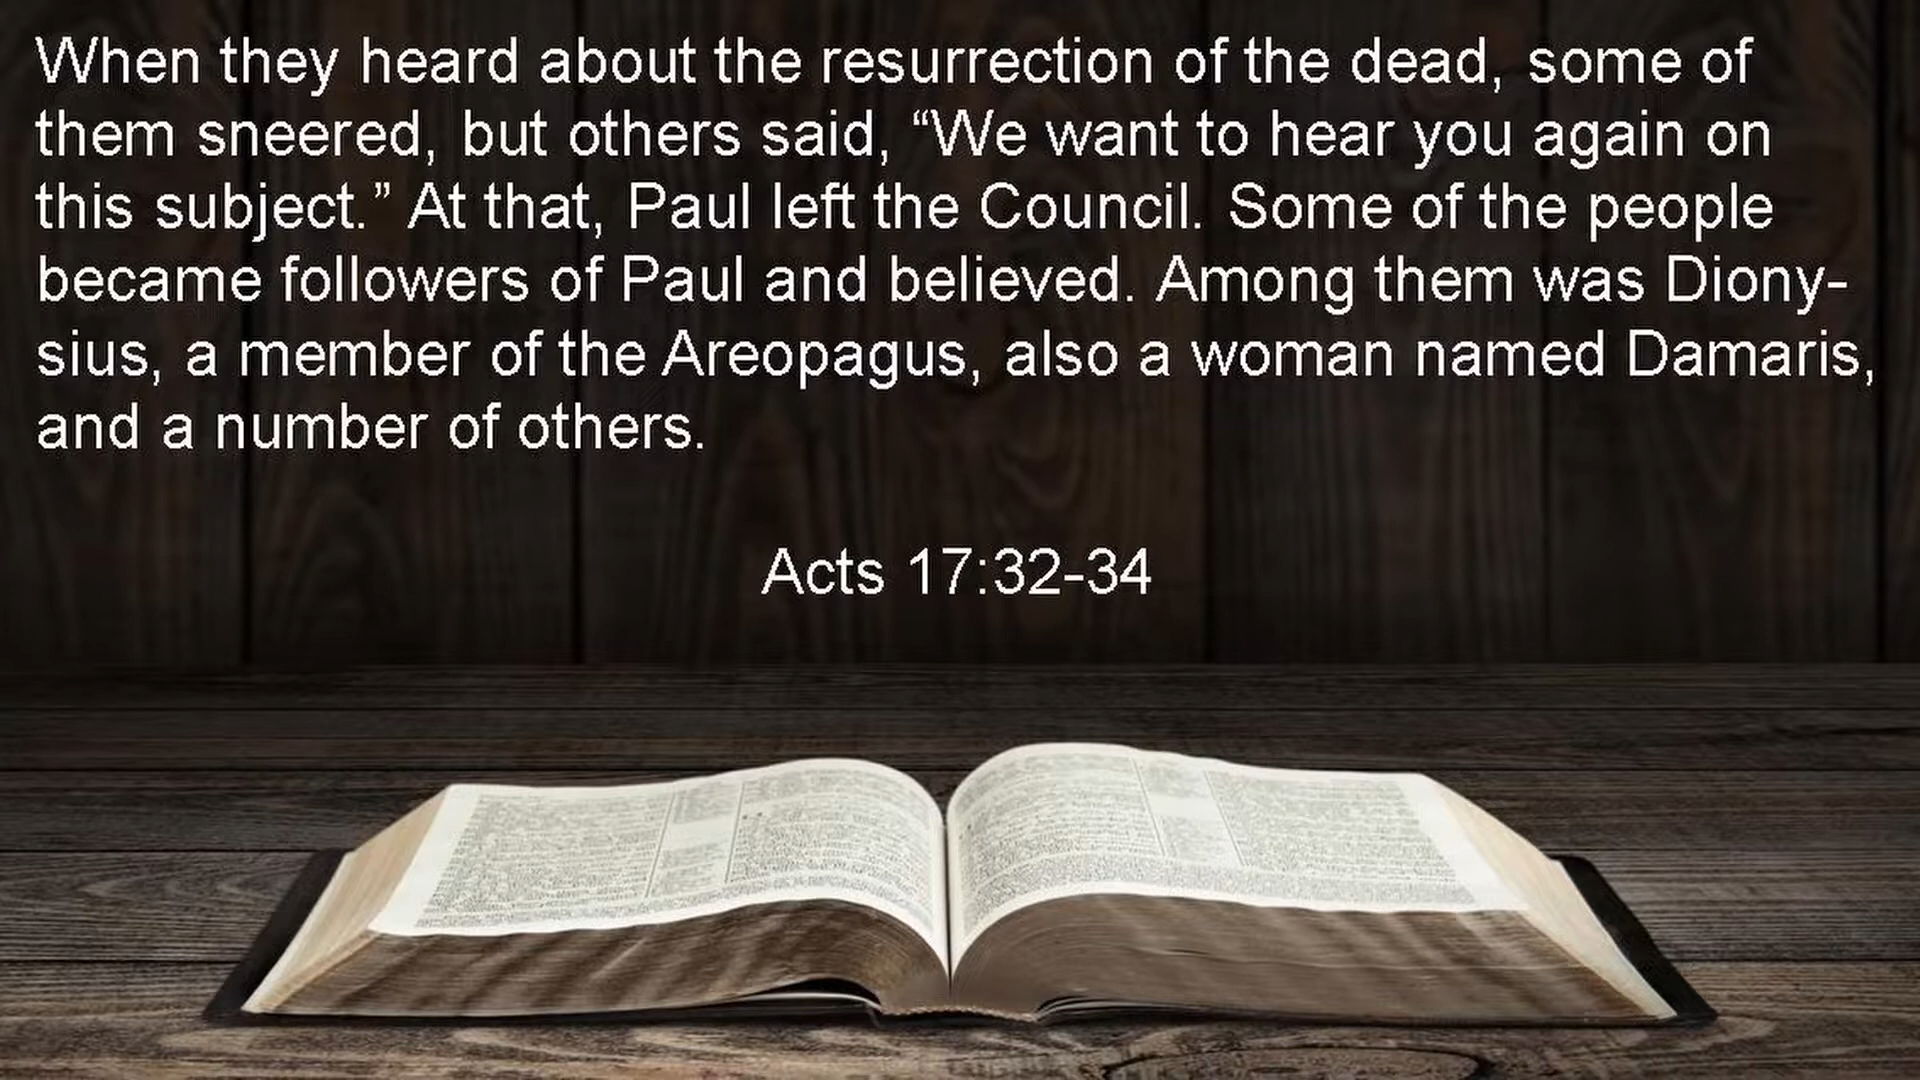 When they heard about the resurrection of the dead, some of
them sneered, but others said, “We want to hear you again on
this subject.” At that, Paul left the Council. Some of the people
became followers of Paul and believed. Among them was Diony-
sius, a member of the Areopagus, also a woman named Damaris,
and a number of others.
Acts 17:32-34